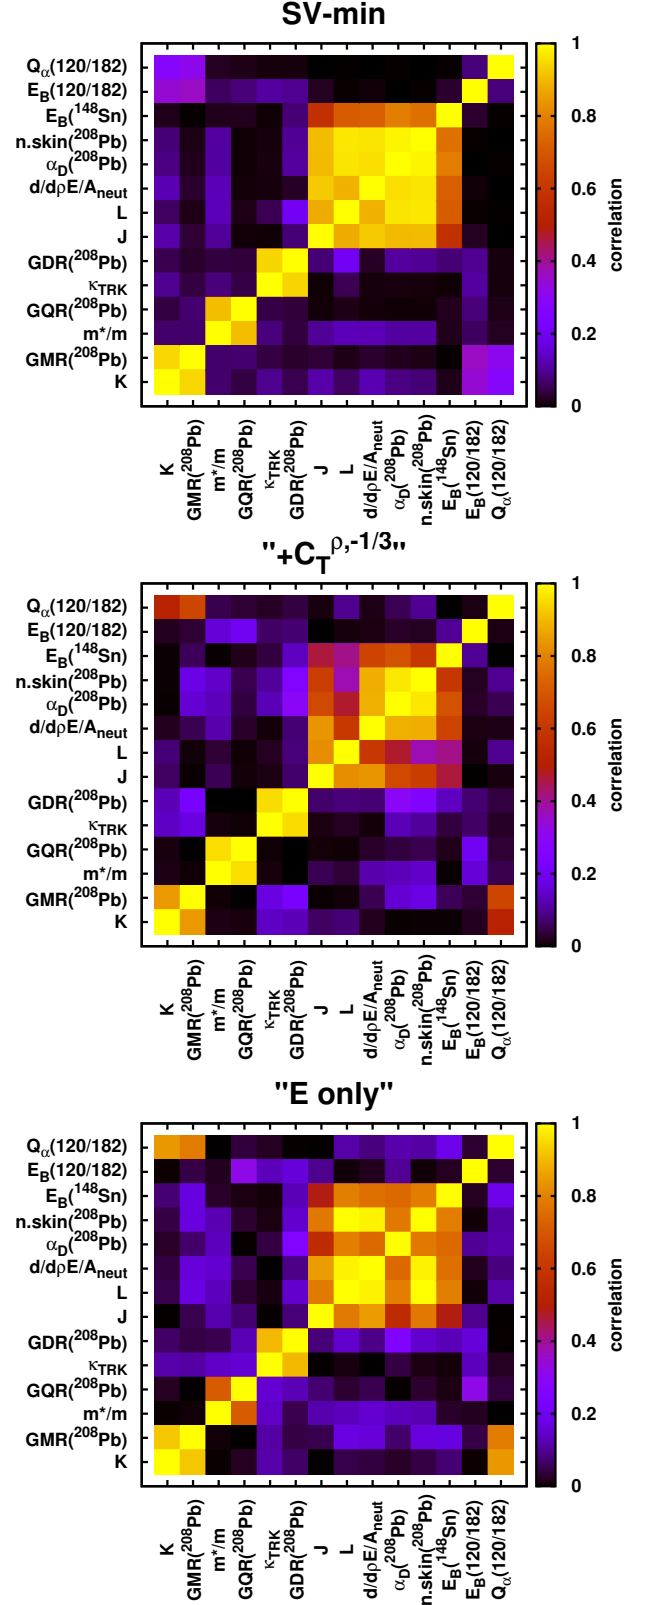 SV-min
Q_α(120/182)
E_B(120/182)
E_B(^148Sn)
n.skin(^208Pb)
α_D(^208Pb)
d/dρE/A_neut
L
J
GDR(^208Pb)
κ_TRK
GQR(^208Pb)
m*/m
GMR(^208Pb)
K
1
0.8
0.6
0.4
0.2
0
correlation
K
GMR(^208Pb)
m*/m
GQR(^208Pb)
κ_TRK
GDR(^208Pb)
J
L
d/dρE/A_neut
α_D(^208Pb)
n.skin(^208Pb)
E_B(^148Sn)
E_B(120/182)
Q_α(120/182)
"+C_T^ρ,-1/3"
Q_α(120/182)
E_B(120/182)
E_B(^148Sn)
n.skin(^208Pb)
α_D(^208Pb)
d/dρE/A_neut
L
J
GDR(^208Pb)
κ_TRK
GQR(^208Pb)
m*/m
GMR(^208Pb)
K
1
0.8
0.6
0.4
0.2
0
correlation
K
GMR(^208Pb)
m*/m
GQR(^208Pb)
κ_TRK
GDR(^208Pb)
J
L
d/dρE/A_neut
α_D(^208Pb)
n.skin(^208Pb)
E_B(^148Sn)
E_B(120/182)
Q_α(120/182)
"E only"
Q_α(120/182)
E_B(120/182)
E_B(^148Sn)
n.skin(^208Pb)
α_D(^208Pb)
d/dρE/A_neut
L
J
GDR(^208Pb)
κ_TRK
GQR(^208Pb)
m*/m
GMR(^208Pb)
K
1
0.8
0.6
0.4
0.2
0
correlation
K
GMR(^208Pb)
m*/m
GQR(^208Pb)
κ_TRK
GDR(^208Pb)
J
L
d/dρE/A_neut
α_D(^208Pb)
n.skin(^208Pb)
E_B(^148Sn)
E_B(120/182)
Q_α(120/182)